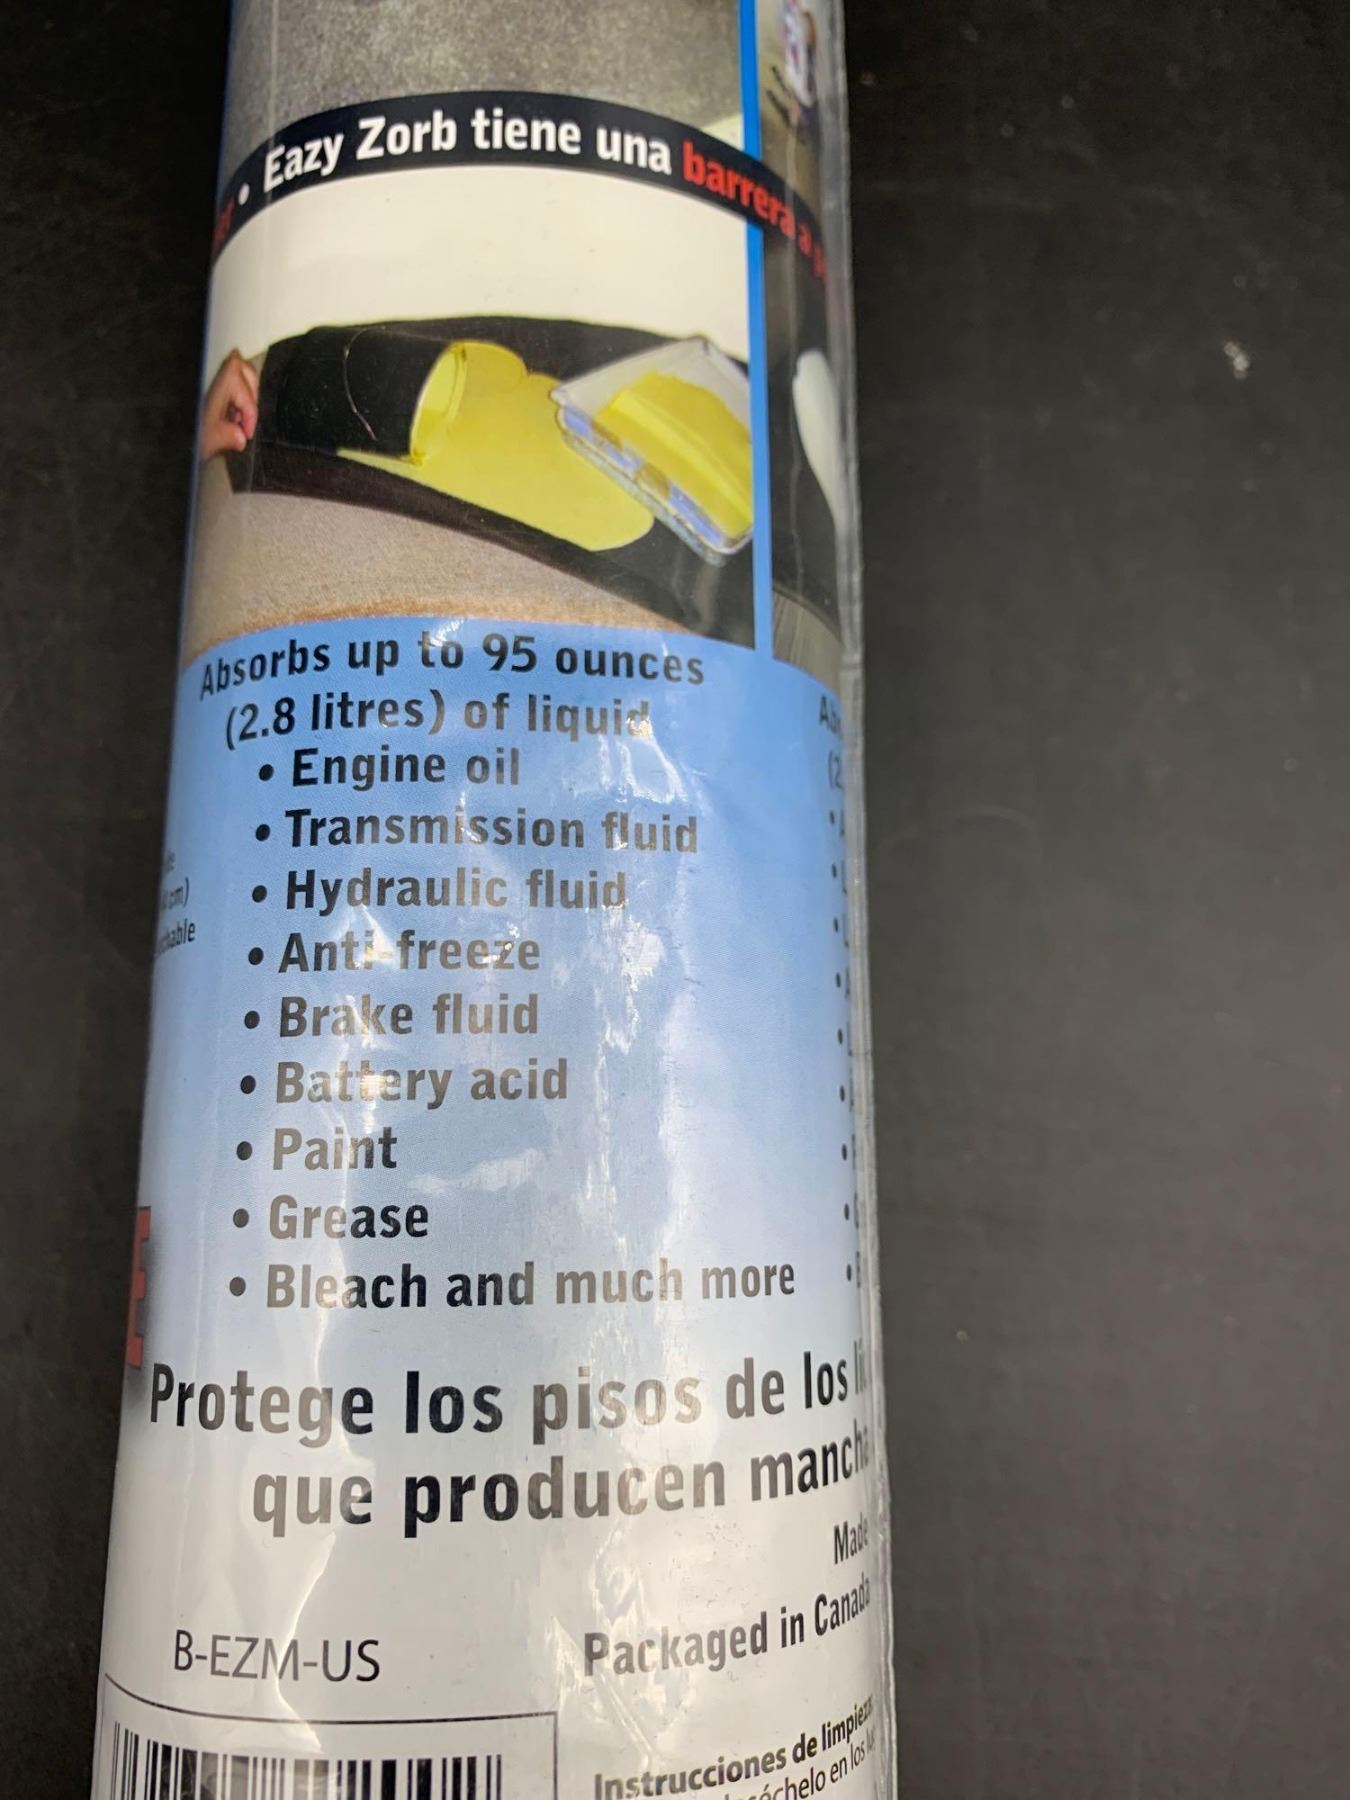 • Eazy Zorb tiene una barrera a
Absorbs up to 95 ounces
(2.8 litres) of liquid
• Engine oil
• Transmission fluid
• Hydraulic fluid
• Anti-freeze
• Brake fluid
• Battery acid
• Paint
• Grease
• Bleach and much more
Protege los pisos de los
que producen
Made
Packaged in Canada
B-EZM-US
Instrucciones de limpieza:
en los